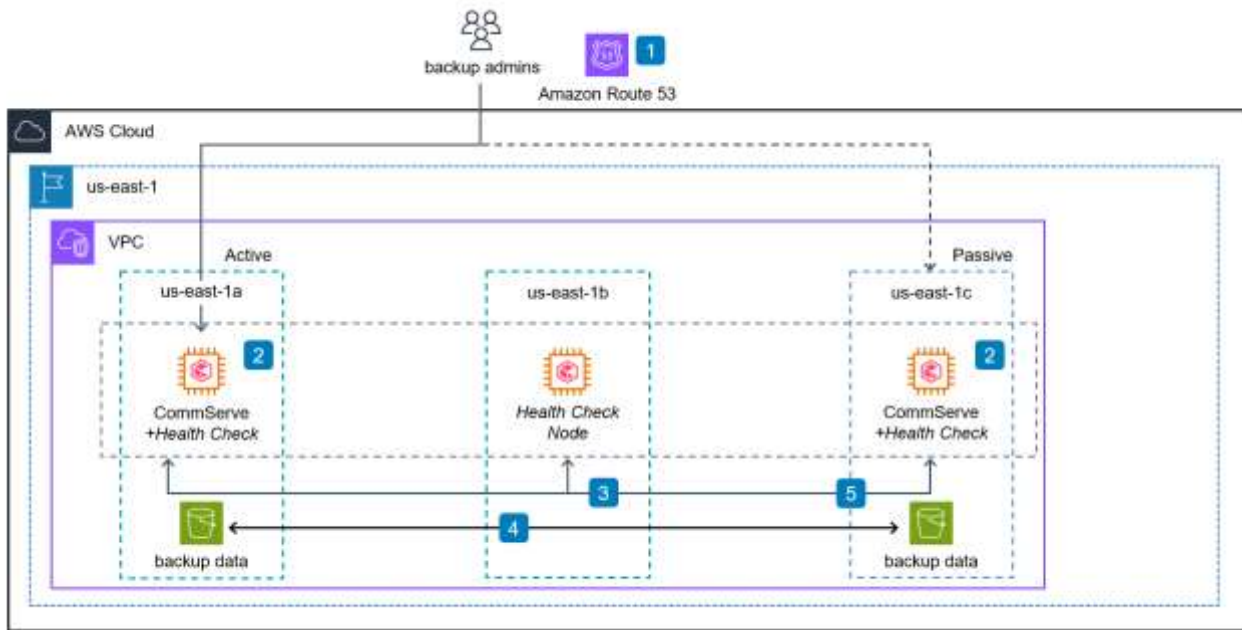 backup admins
1
Amazon Route 53
AWS Cloud
us-east-1
VPC
Active
Passive
us-east-1a
us-east-1b
us-east-1c
2
2
CommServe
+Health Check
Health Check
Node
CommServe
+Health Check
3
5
4
backup data
backup data